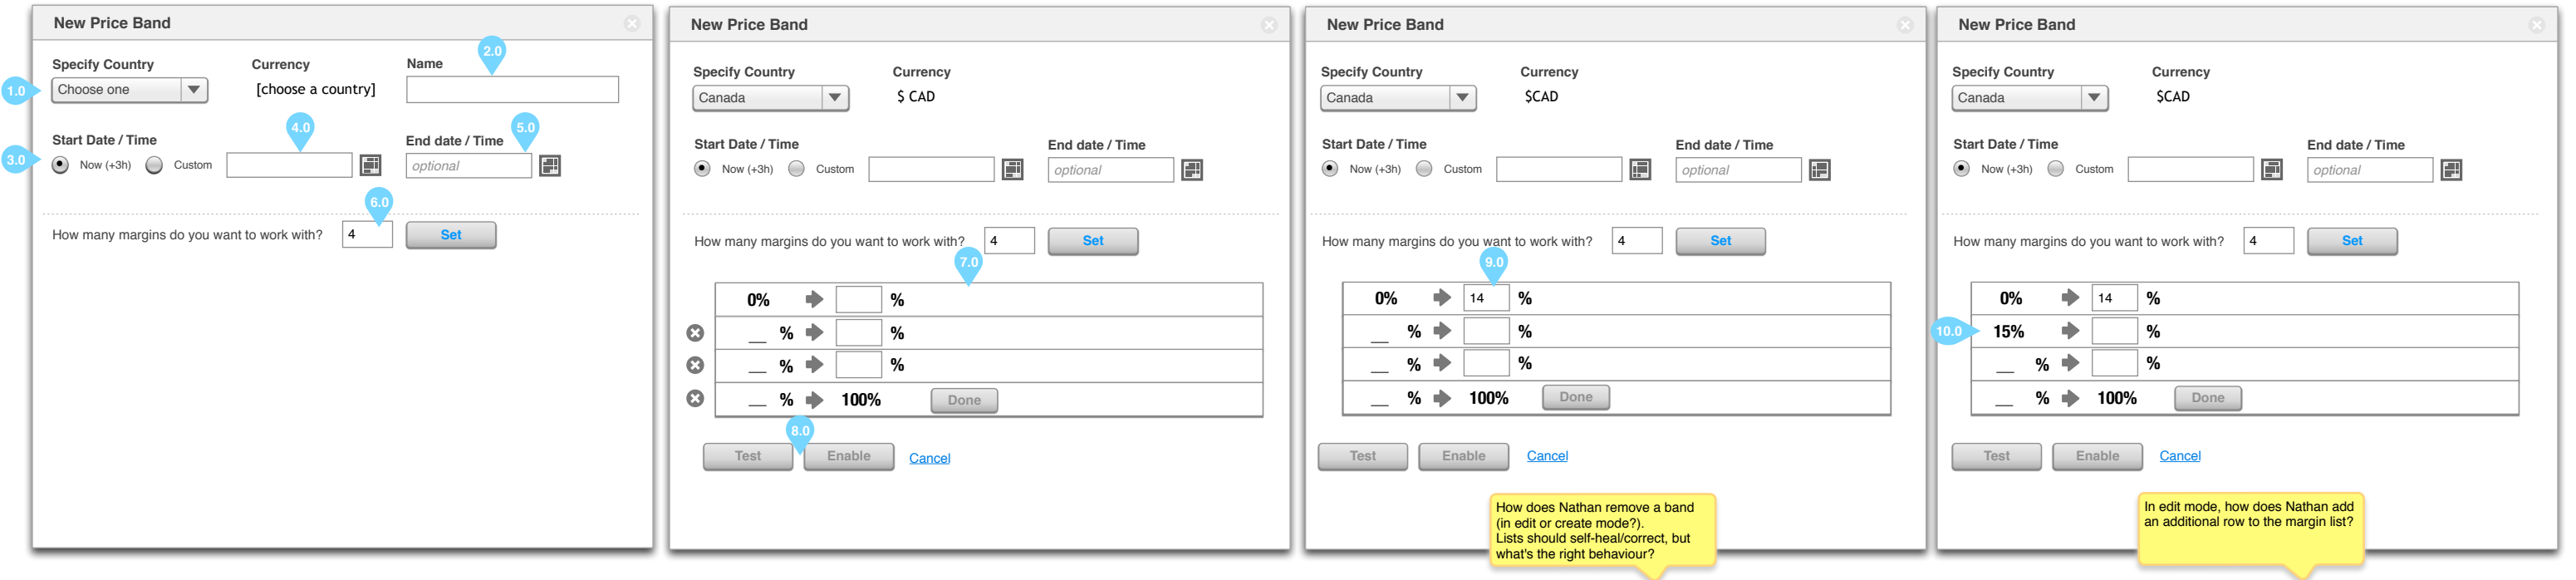 New Price Band
2.0
Specify Country Currency Name
1.0 Choose one [choose a country]
4.0 5.0
Start Date / Time End date / Time
3.0 Now (+3h) Custom optional
6.0
How many margins do you want to work with? 4 Set
New Price Band
Specify Country Currency
Canada $ CAD
Start Date / Time End date / Time
Now (+3h) Custom optional
How many margins do you want to work with? 4 Set
7.0
0% %
__ % %
__ % %
__ % 100% Done
8.0
Test Enable Cancel
New Price Band
Specify Country Currency
Canada $CAD
Start Date / Time End date / Time
Now (+3h) Custom optional
How many margins do you want to work with? 4 Set
9.0
0% 14 %
__ % %
__ % %
__ % 100% Done
Test Enable Cancel
How does Nathan remove a band
(in edit or create mode?).
Lists should self-heal/correct, but
what's the right behaviour?
New Price Band
Specify Country Currency
Canada $CAD
Start Date / Time End date / Time
Now (+3h) Custom optional
How many margins do you want to work with? 4 Set
0% 14 %
10.0 15% %
__ % %
__ % 100% Done
Test Enable Cancel
In edit mode, how does Nathan add
an additional row to the margin list?